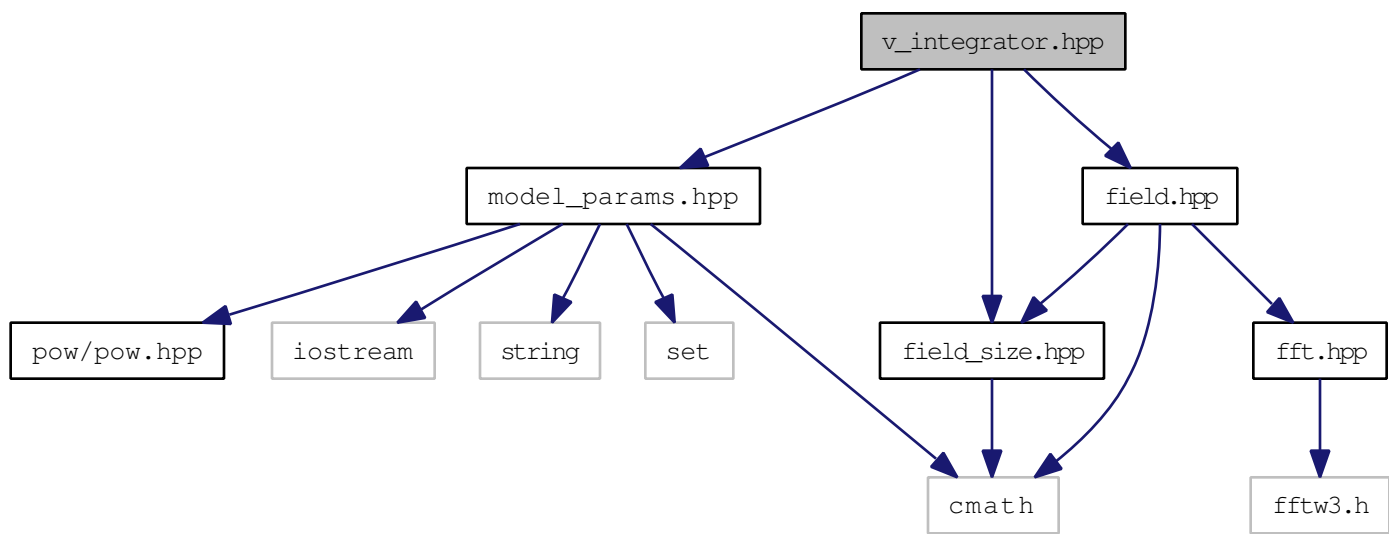 v_integrator.hpp
model_params.hpp
field.hpp
pow/pow.hpp
iostream
string
set
field_size.hpp
fft.hpp
cmath
fftw3.h